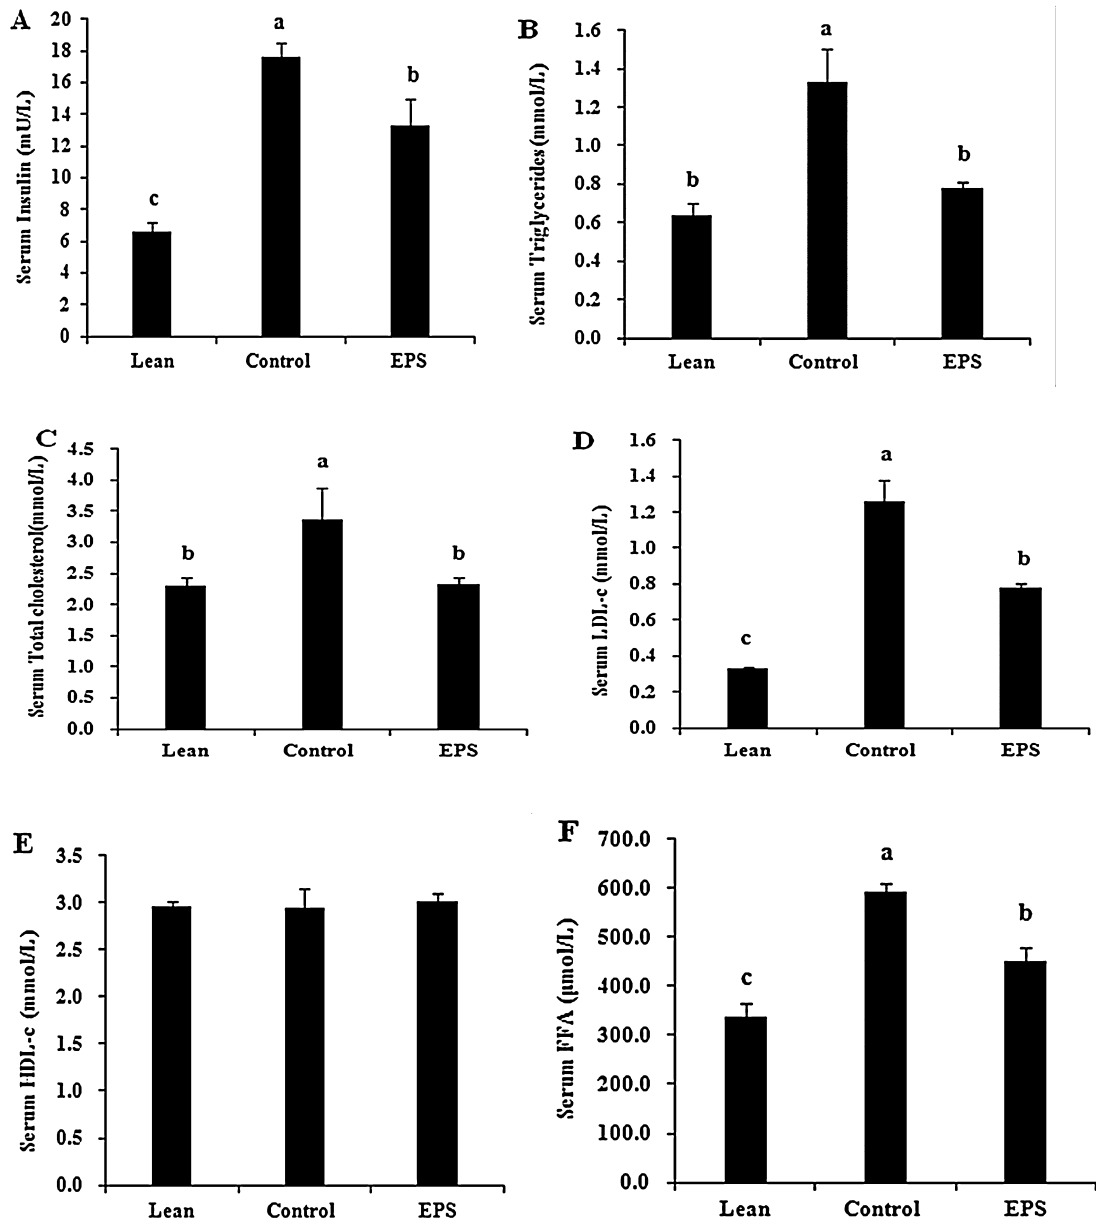 A
Serum Insulin (mU/L)
20
18
16
14
12
10
8
6
4
2
0
c
a
b
Lean Control EPS
B
Serum Triglycerides (mmol/L)
1.6
1.4
1.2
1.0
0.8
0.6
0.4
0.2
0.0
b
a
b
Lean Control EPS
C
Serum Total cholesterol(mmol/L)
4.5
4.0
3.5
3.0
2.5
2.0
1.5
1.0
0.5
0.0
b
a
b
Lean Control EPS
D
Serum LDL-c (mmol/L)
1.6
1.4
1.2
1.0
0.8
0.6
0.4
0.2
0.0
c
a
b
Lean Control EPS
E
Serum HDL-c (mmol/L)
3.5
3.0
2.5
2.0
1.5
1.0
0.5
0.0
Lean Control EPS
F
Serum FFA (μmol/L)
700.0
600.0
500.0
400.0
300.0
200.0
100.0
0.0
c
a
b
Lean Control EPS